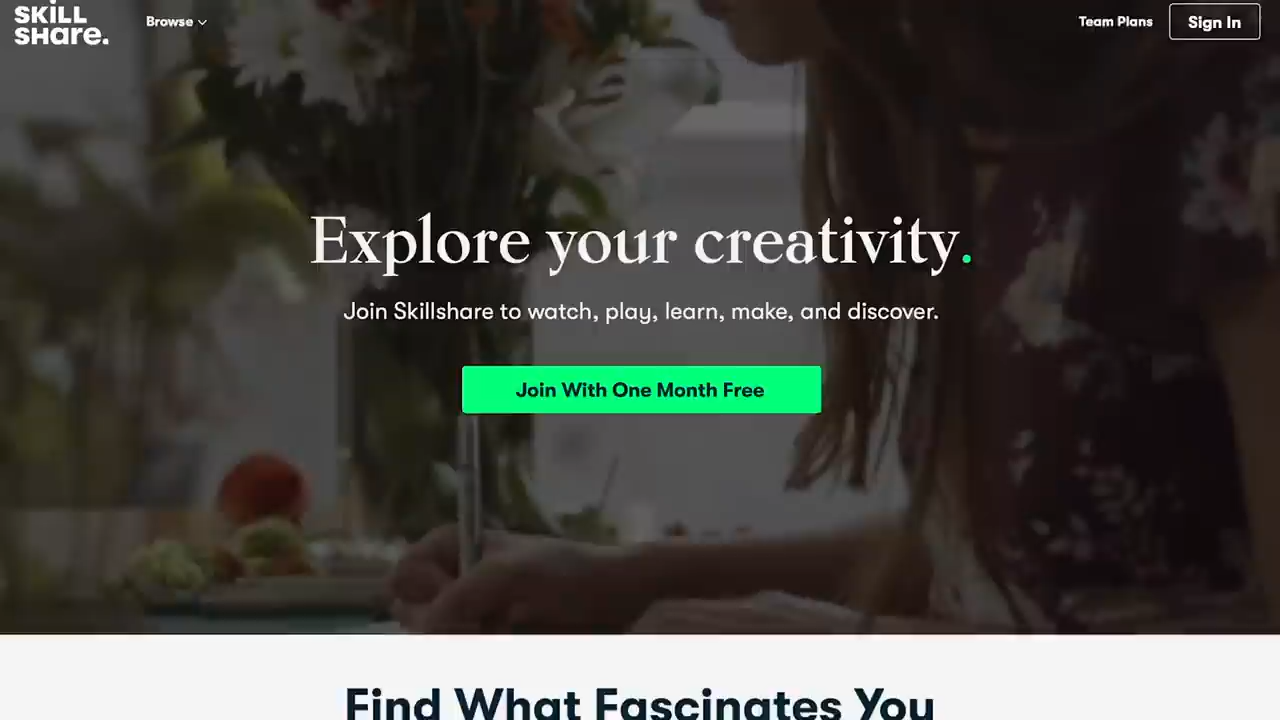 SKiLL
SHare.
Browse
Team Plans
Sign In
Explore your creativity.
Join Skillshare to watch, play, learn, make, and discover.
Join With One Month Free
Find What Fascinates You